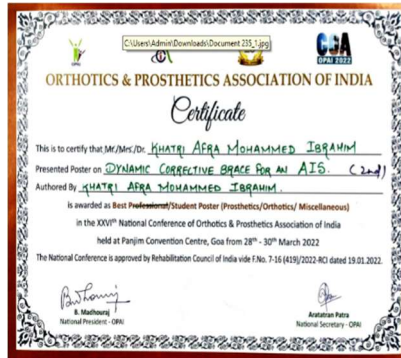 C:\Users\Admin\Downloads\Document 235_1.jpg
OPAI
GOA
OPAI 2022
ORTHOTICS & PROSTHETICS ASSOCIATION OF INDIA
Certificate
This is to certify that Mr./Mrs./Dr. KHATRI AFRA MOHAMMED IBRAHIM
Presented Poster on DYNAMIC CORRECTIVE BRACE FOR AN AIS. (2nd)
Authored By KHATRI AFRA MOHAMMED IBRAHIM.
is awarded as Best Professional/Student Poster (Prosthetics/Orthotics/ Miscellaneous)
in the XXVIth National Conference of Orthotics & Prosthetics Association of India
held at Panjim Convention Centre, Goa from 28th - 30th March 2022
The National Conference is approved by Rehabilitation Council of India vide F.No. 7-16 (419)/2022-RCI dated 19.01.2022.
B. Madhouraj
National President - OPAI
Aratatran Patra
National Secretary - OPAI